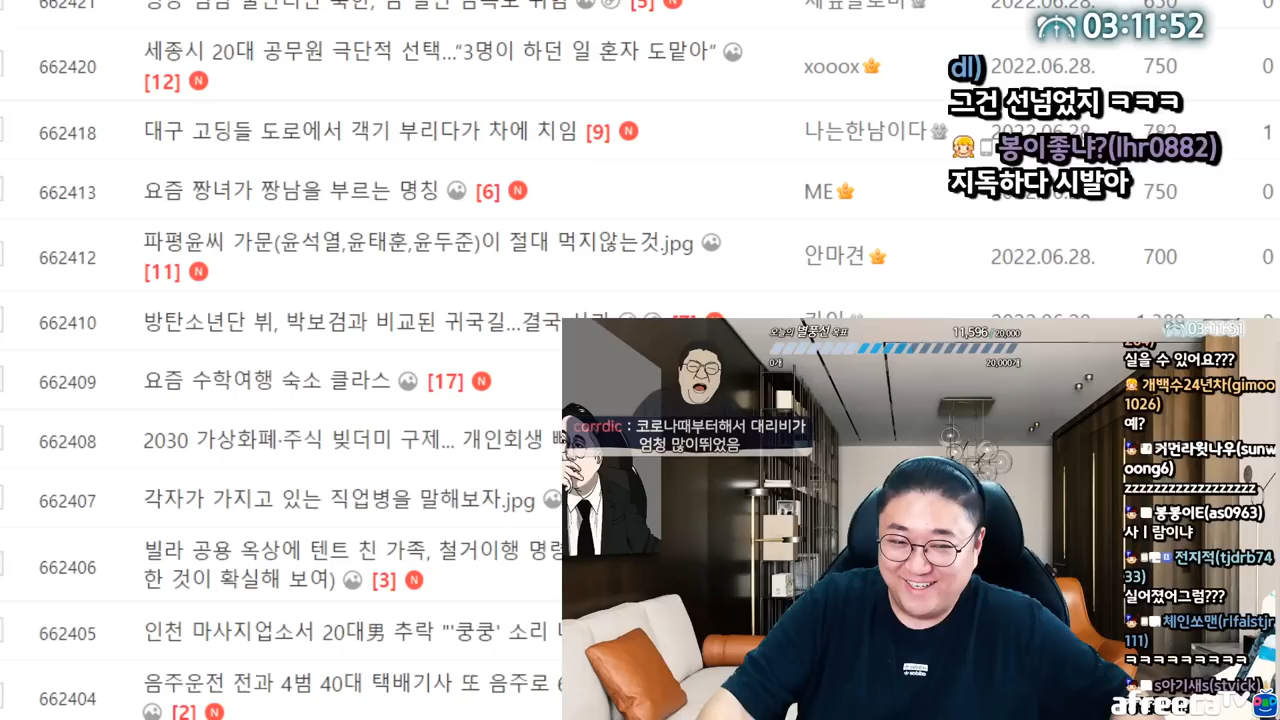 662421
[5] N
2022.06.28.
650
0
03:11:52
662420
세종시 20대 공무원 극단적 선택…“3명이 하던 일 혼자 도맡아”
[12] N
xooox
2022.06.28.
750
0
dl)
그건 선넘었지 ㅋㅋㅋ
662418
대구 고딩들 도로에서 객기 부리다가 차에 치임 [9] N
나는한남이다
2022.06.28.
782
1
봉이좋냐?(lhr0882)
지독하다 시발아
662413
요즘 짱녀가 짱남을 부르는 명칭 [6] N
ME
750
0
662412
파평윤씨 가문(윤석열,윤태훈,윤두준)이 절대 먹지않는것.jpg
[11] N
안마견
2022.06.28.
700
0
662410
방탄소년단 뷔, 박보검과 비교된 귀국길…결국
662409
요즘 수학여행 숙소 클라스 [17] N
662408
2030 가상화폐·주식 빚더미 구제... 개인회생
662407
각자가 가지고 있는 직업병을 말해보자.jpg
662406
빌라 공용 옥상에 텐트 친 가족, 철거이행 명령
한 것이 확실해 보여) [3] N
662405
인천 마사지업소서 20대男 추락 "'쿵쿵' 소리
662404
음주운전 전과 4범 40대 택배기사 또 음주로
[2] N
오늘의 별풍선 목표
11,596 / 20,000
0개
20,000개
03:11:51
corrdic : 코로나때부터해서 대리비가
엄청 많이뛰었음
실을 수 있어요???
개백수24년차(gimoo
1026)
예?
커먼라윗나우(sunw
oong6)
zzzzzzzzzzzzzzzzzz
봉봉이E(as0963)
사ㅣ람이냐
전지적(tjdrb74
33)
실어졌어그럼???
체인쏘맨(rlfalstjr
111)
ㅋㅋㅋㅋㅋㅋㅋㅋㅋ
s아기새s(stvick)
afreecaTV